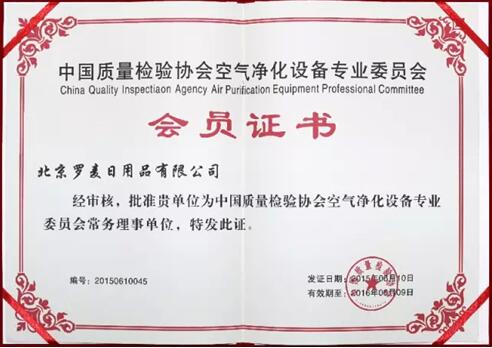 中国质量检验协会空气净化设备专业委员会
China Quality Inspectiaon Agency Air Purification Equipment Professional Committee
会员证书
北京罗麦日用品有限公司
经审核，批准贵单位为中国质量检验协会空气净化设备专业
委员会常务理事单位，特发此证。
编号：20150610045
发证日期：2015年06月10日
有效期至：2016年06月09日